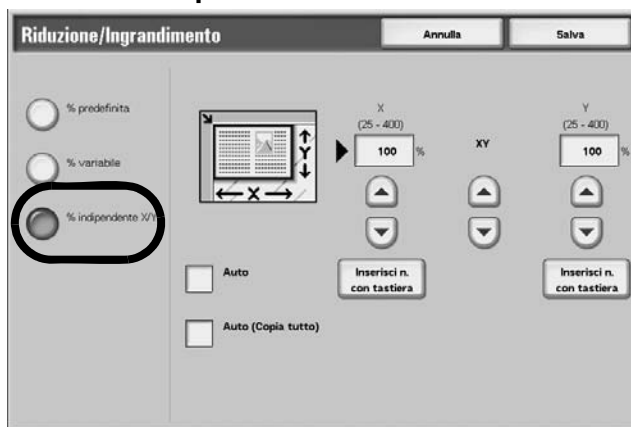 Riduzione/Ingrandimento
Annulla
Salva
% predefinita
% variabile
% indipendente X/Y
X
Y
X
(25 - 400)
100 %
XY
Y
(25 - 400)
100 %
Auto
Auto (Copia tutto)
Inserisci n.
con tastiera
Inserisci n.
con tastiera